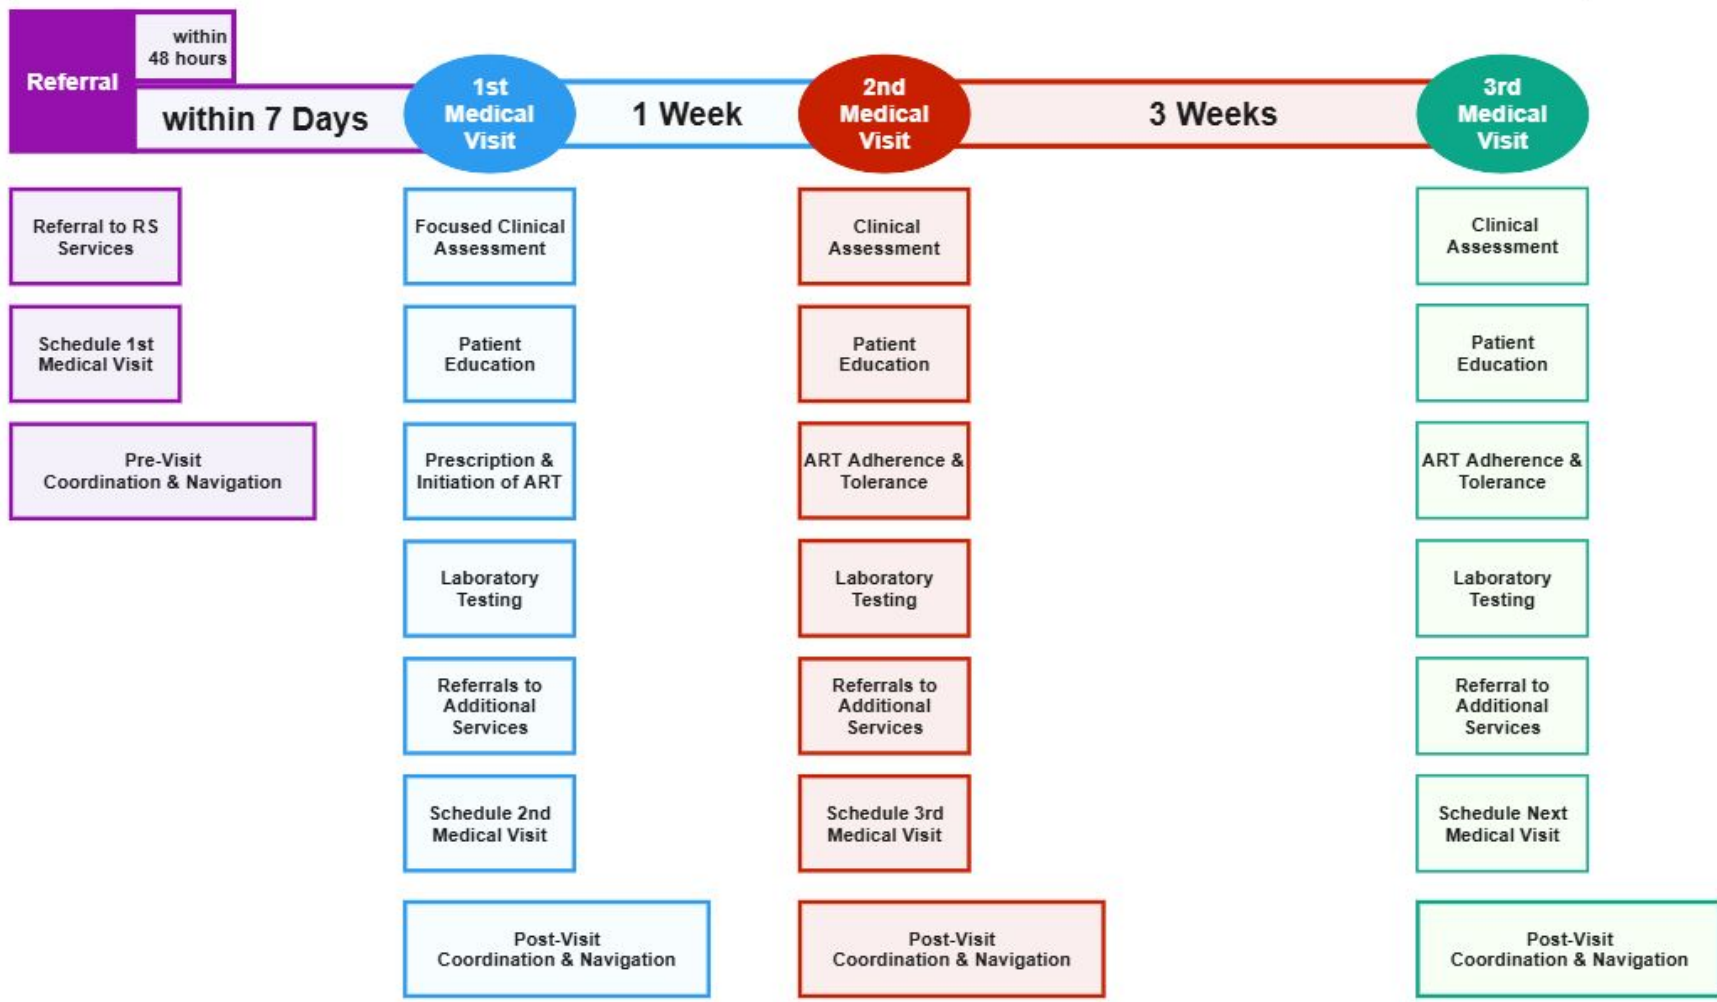 Referral
within
48 hours
within 7 Days
1st
Medical
Visit
1 Week
2nd
Medical
Visit
3 Weeks
3rd
Medical
Visit
Referral to RS
Services
Schedule 1st
Medical Visit
Pre-Visit
Coordination & Navigation
Focused Clinical
Assessment
Patient
Education
Prescription &
Initiation of ART
Laboratory
Testing
Referrals to
Additional
Services
Schedule 2nd
Medical Visit
Post-Visit
Coordination & Navigation
Clinical
Assessment
Patient
Education
ART Adherence &
Tolerance
Laboratory
Testing
Referrals to
Additional
Services
Schedule 3rd
Medical Visit
Post-Visit
Coordination & Navigation
Clinical
Assessment
Patient
Education
ART Adherence &
Tolerance
Laboratory
Testing
Referral to
Additional
Services
Schedule Next
Medical Visit
Post-Visit
Coordination & Navigation